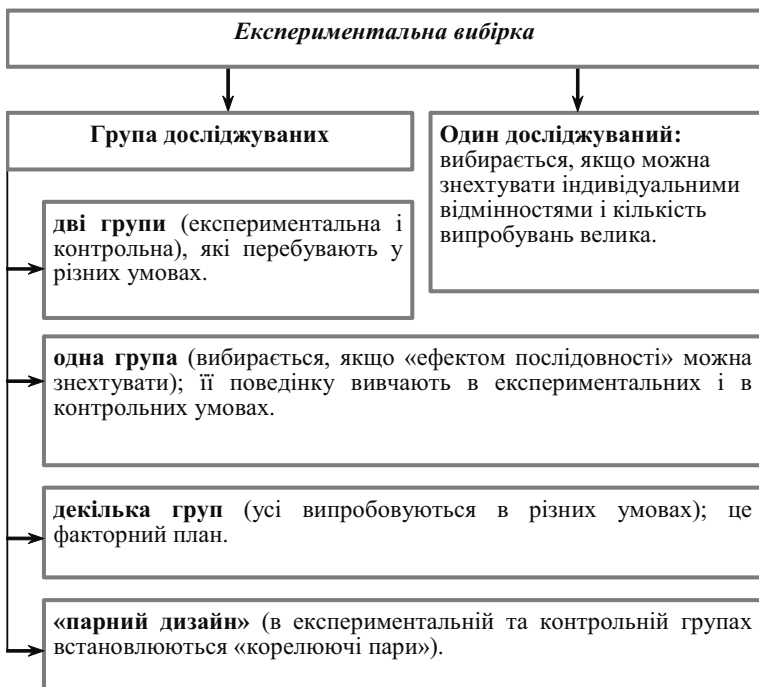 Експериментальна вибірка
Група досліджуваних
Один досліджуваний:
вибирається, якщо можна
знехтувати індивідуальними
відмінностями і кількість
випробувань велика.
дві групи (експериментальна і
контрольна), які перебувають у
різних умовах.
одна група (вибирається, якщо «ефектом послідовності» можна
знехтувати); її поведінку вивчають в експериментальних і в
контрольних умовах.
декілька груп (усі випробовуються в різних умовах); це
факторний план.
«парний дизайн» (в експериментальній та контрольній групах
встановлюються «корелюючі пари»).